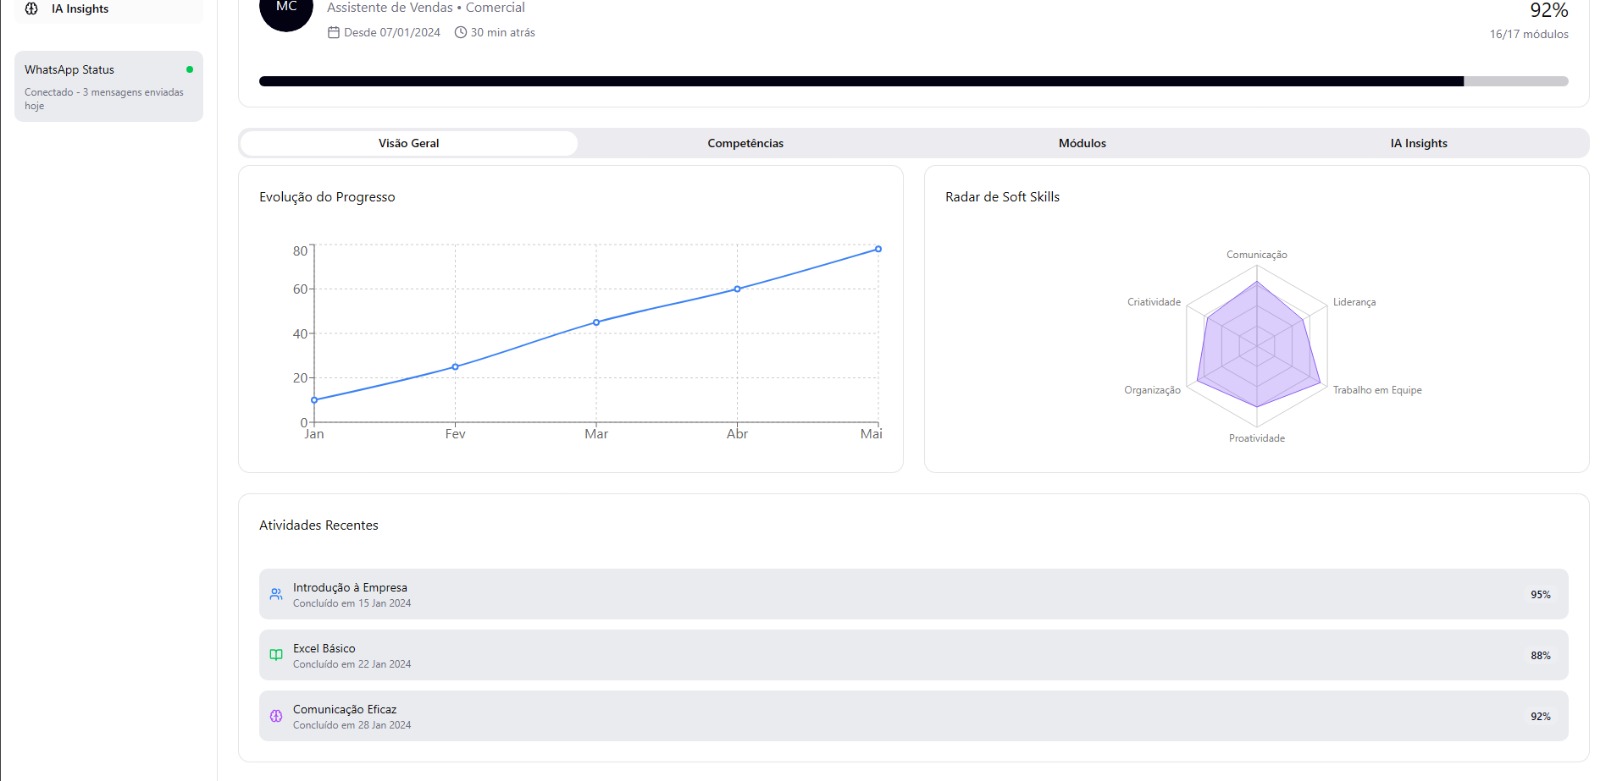 IA Insights
WhatsApp Status
Conectado - 3 mensagens enviadas
hoje
MC
Assistente de Vendas • Comercial
Desde 07/01/2024 30 min atrás
92%
16/17 módulos
Visão Geral Competências Módulos IA Insights
Evolução do Progresso
80
60
40
20
0
Jan Fev Mar Abr Mai
Radar de Soft Skills
Comunicação
Liderança
Trabalho em Equipe
Proatividade
Organização
Criatividade
Atividades Recentes
Introdução à Empresa
Concluído em 15 Jan 2024
95%
Excel Básico
Concluído em 22 Jan 2024
88%
Comunicação Eficaz
Concluído em 28 Jan 2024
92%